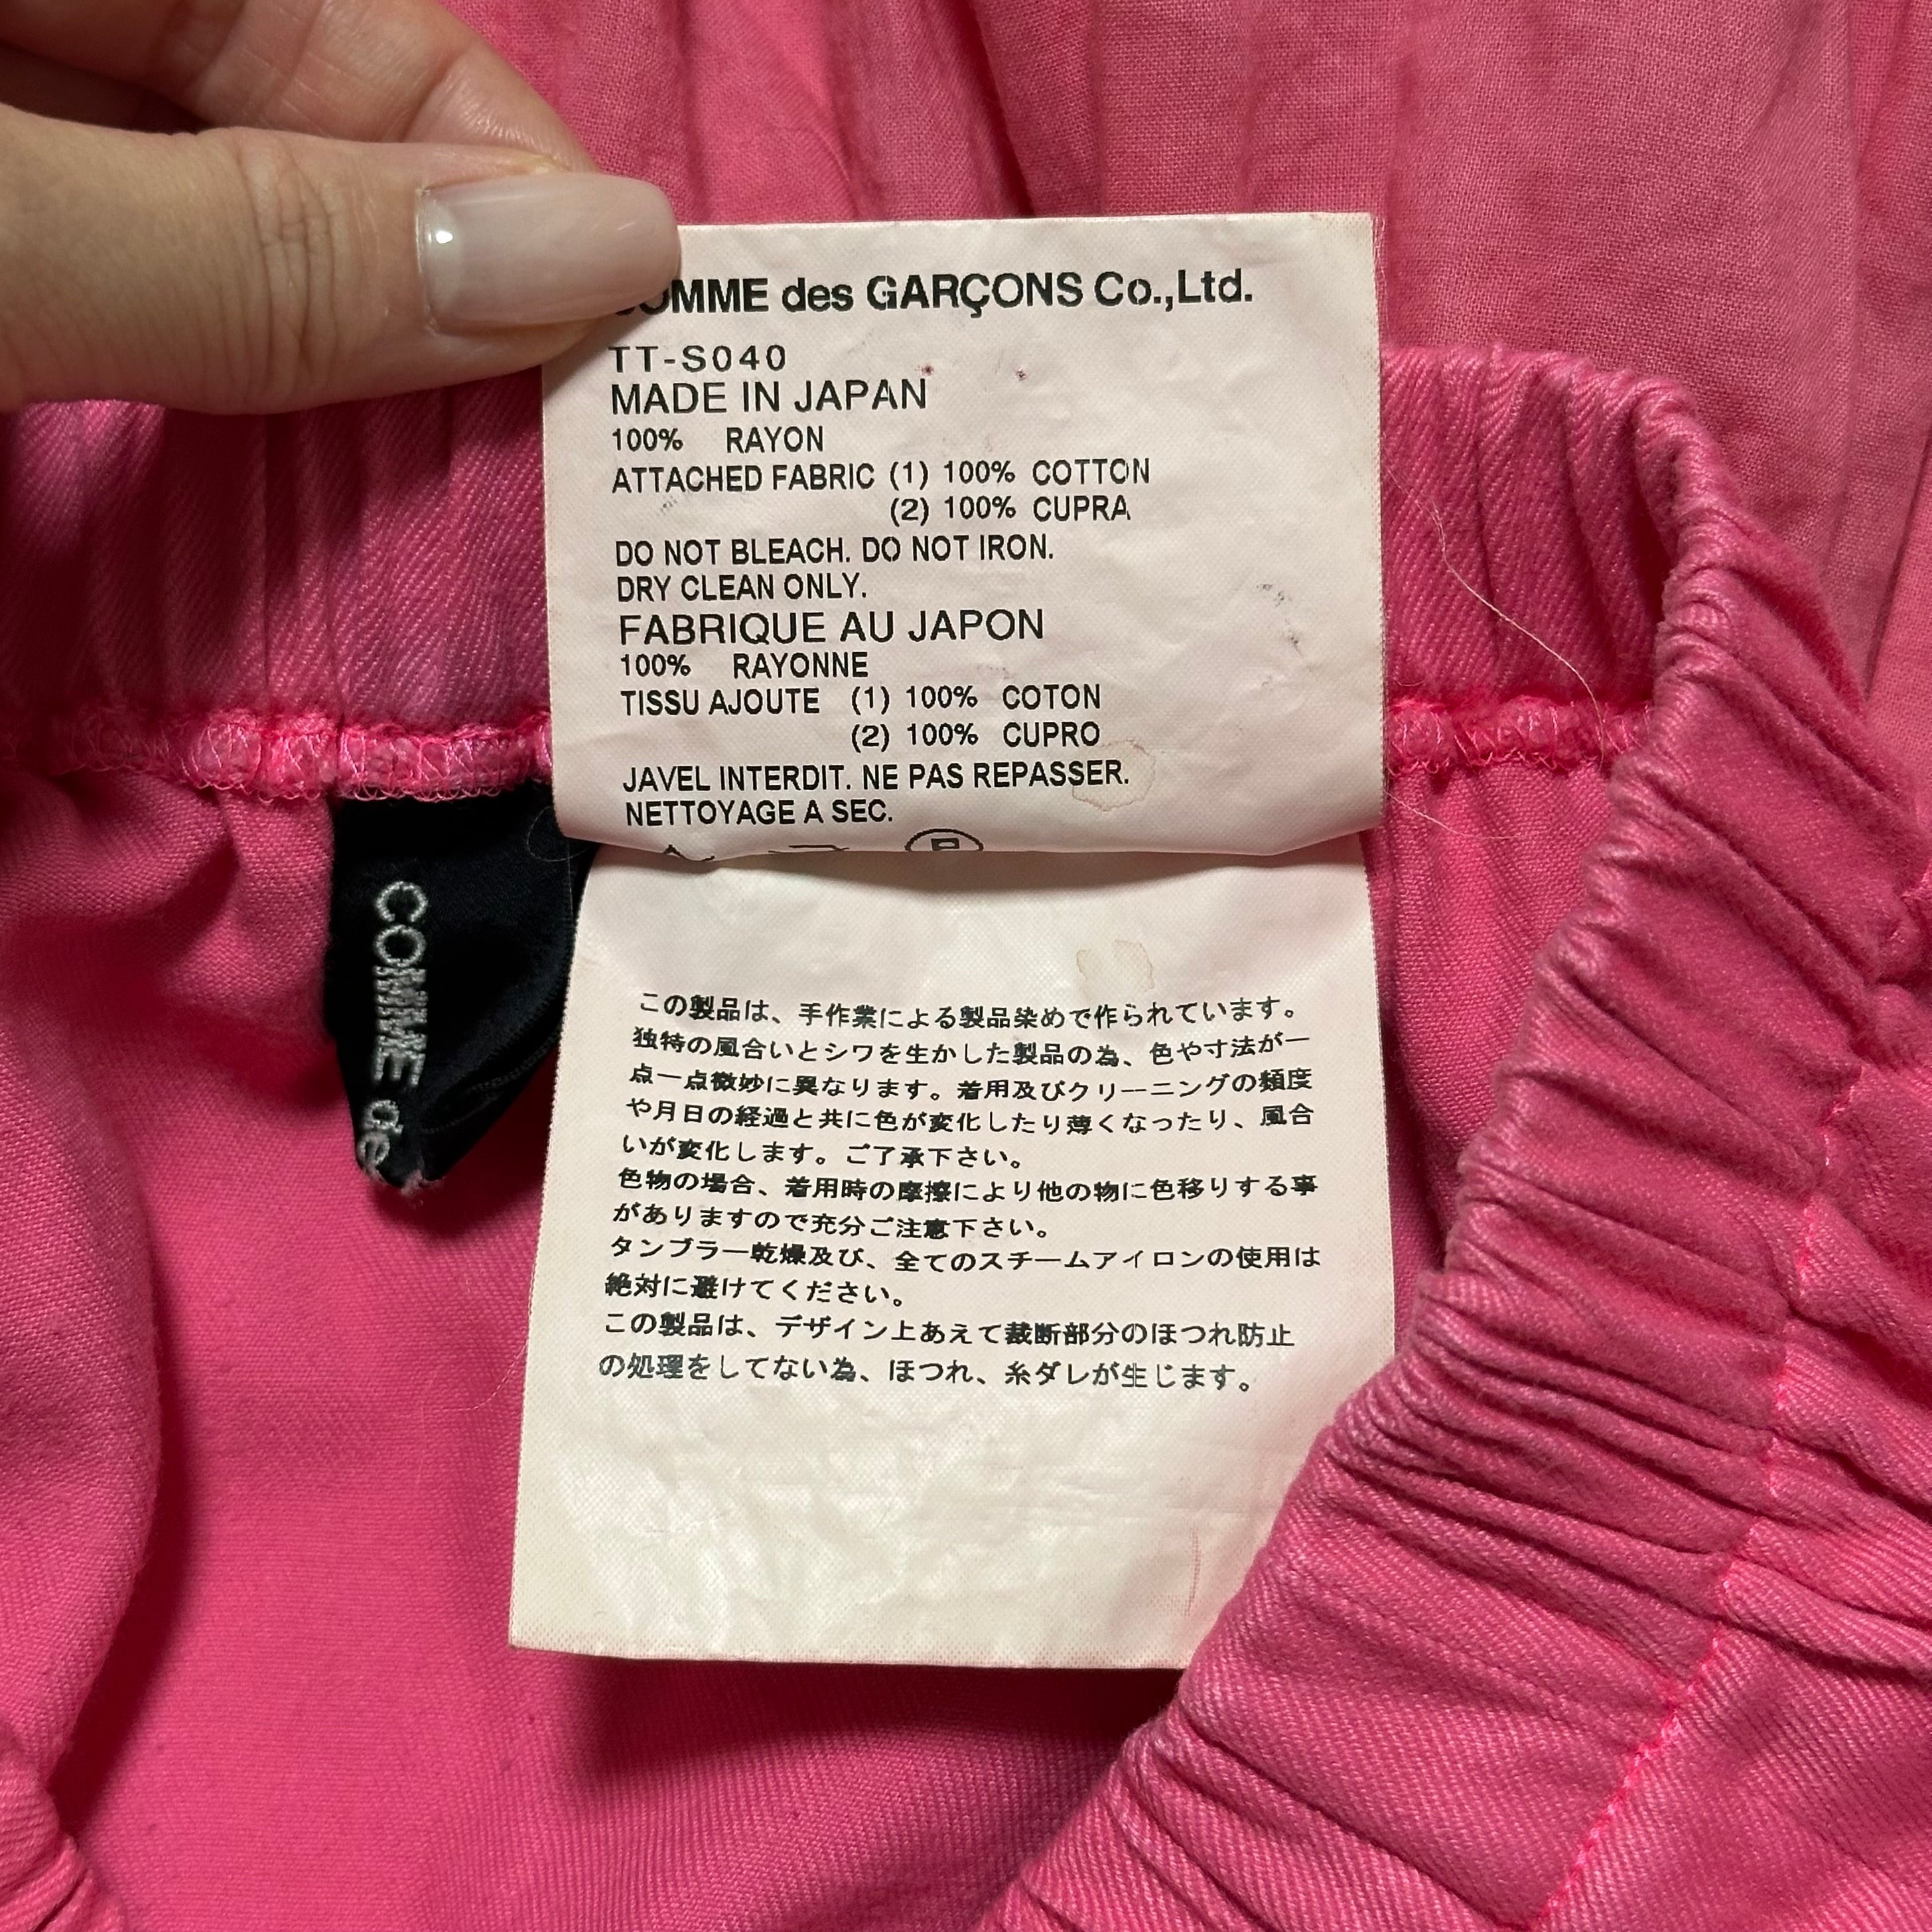 COMME des GARÇONS Co.,Ltd.
TT-S040
MADE IN JAPAN
100% RAYON
ATTACHED FABRIC (1) 100% COTTON
(2) 100% CUPRA
DO NOT BLEACH. DO NOT IRON.
DRY CLEAN ONLY.
FABRIQUE AU JAPON
100% RAYONNE
TISSU AJOUTE (1) 100% COTON
(2) 100% CUPRO
JAVEL INTERDIT. NE PAS REPASSER.
NETTOYAGE A SEC.
COMME de
この製品は、手作業による製品染めで作られています。
独特の風合いとシワを生かした製品の為、色や寸法が一
点一点微妙に異なります。着用及びクリーニングの頻度
や月日の経過と共に色が変化したり薄くなったり、風合
いが変化します。ご了承下さい。
色物の場合、着用時の摩擦により他の物に色移りする事
がありますので充分ご注意下さい。
タンブラー乾燥及び、全てのスチームアイロンの使用は
絶対に避けてください。
この製品は、デザイン上あえて裁断部分のほつれ防止
の処理をしてない為、ほつれ、糸ダレが生じます。